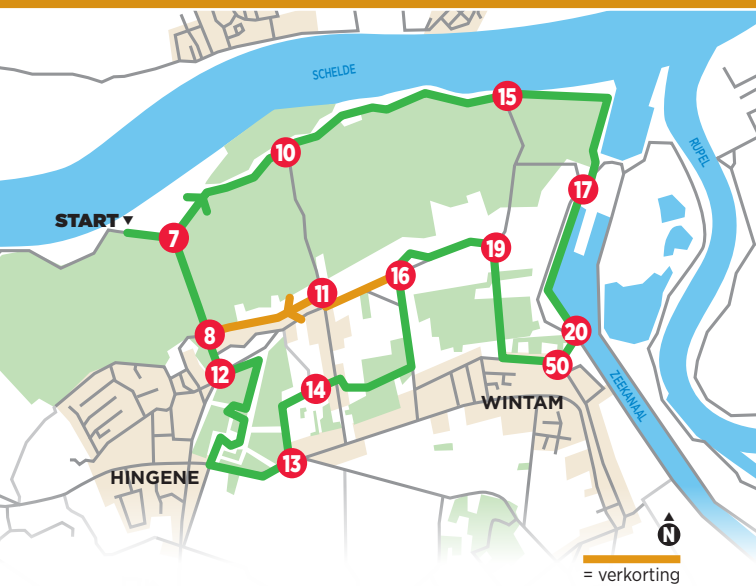 SCHELDE
15
10
RUPEL
17
START
7
19
16
11
8
20
50
12
14
ZEEKANAAL
WINTAM
13
HINGENE
N
= verkorting